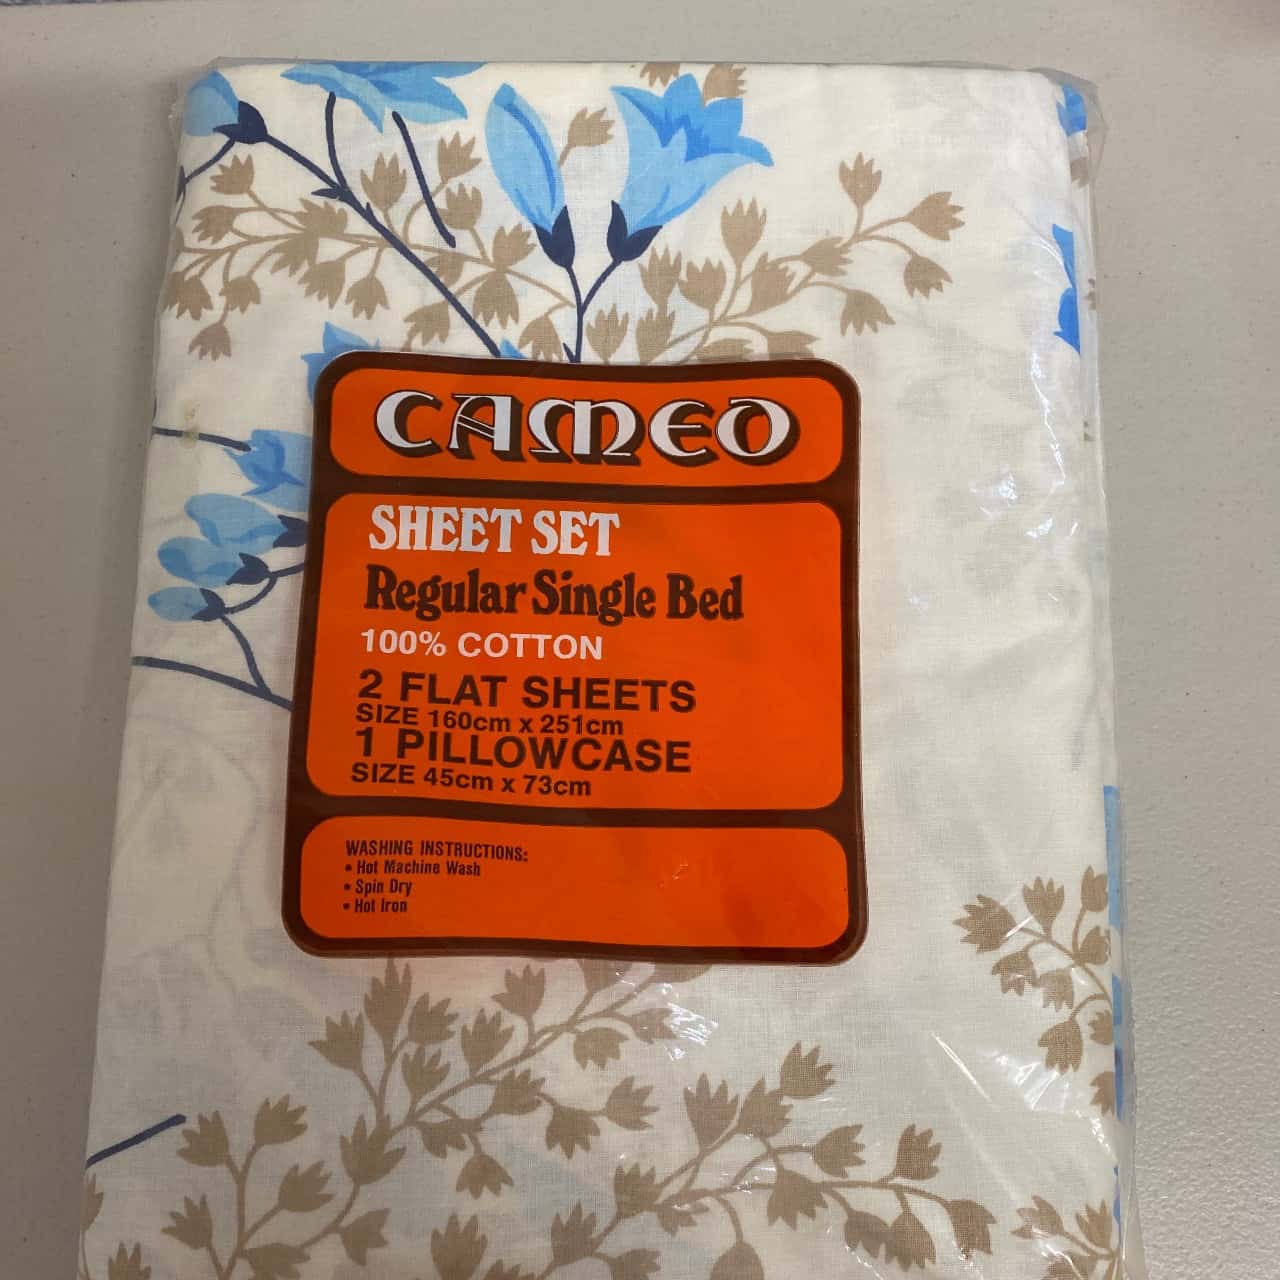 CAMEO
SHEET SET
Regular Single Bed
100% COTTON
2 FLAT SHEETS
SIZE 160cm x 251cm
1 PILLOWCASE
SIZE 45cm x 73cm
WASHING INSTRUCTIONS:
• Hot Machine Wash
• Spin Dry
• Hot Iron